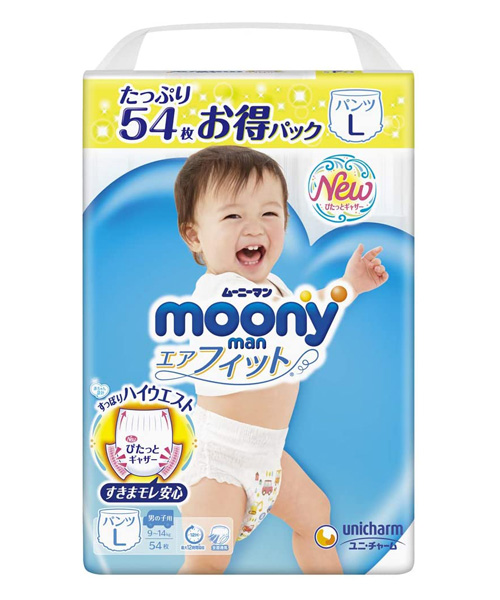 たっぷり
54枚お得パック
パンツ
L
New
ぴたっとギャザー
ムーニーマン
moony
man
エアフィット
すっぽりハイウエスト
New
ぴたっと
ギャザー
すきまモレ安心
パンツ
L
男の子用
9~14kg
54枚
unicharm
ユニ・チャーム